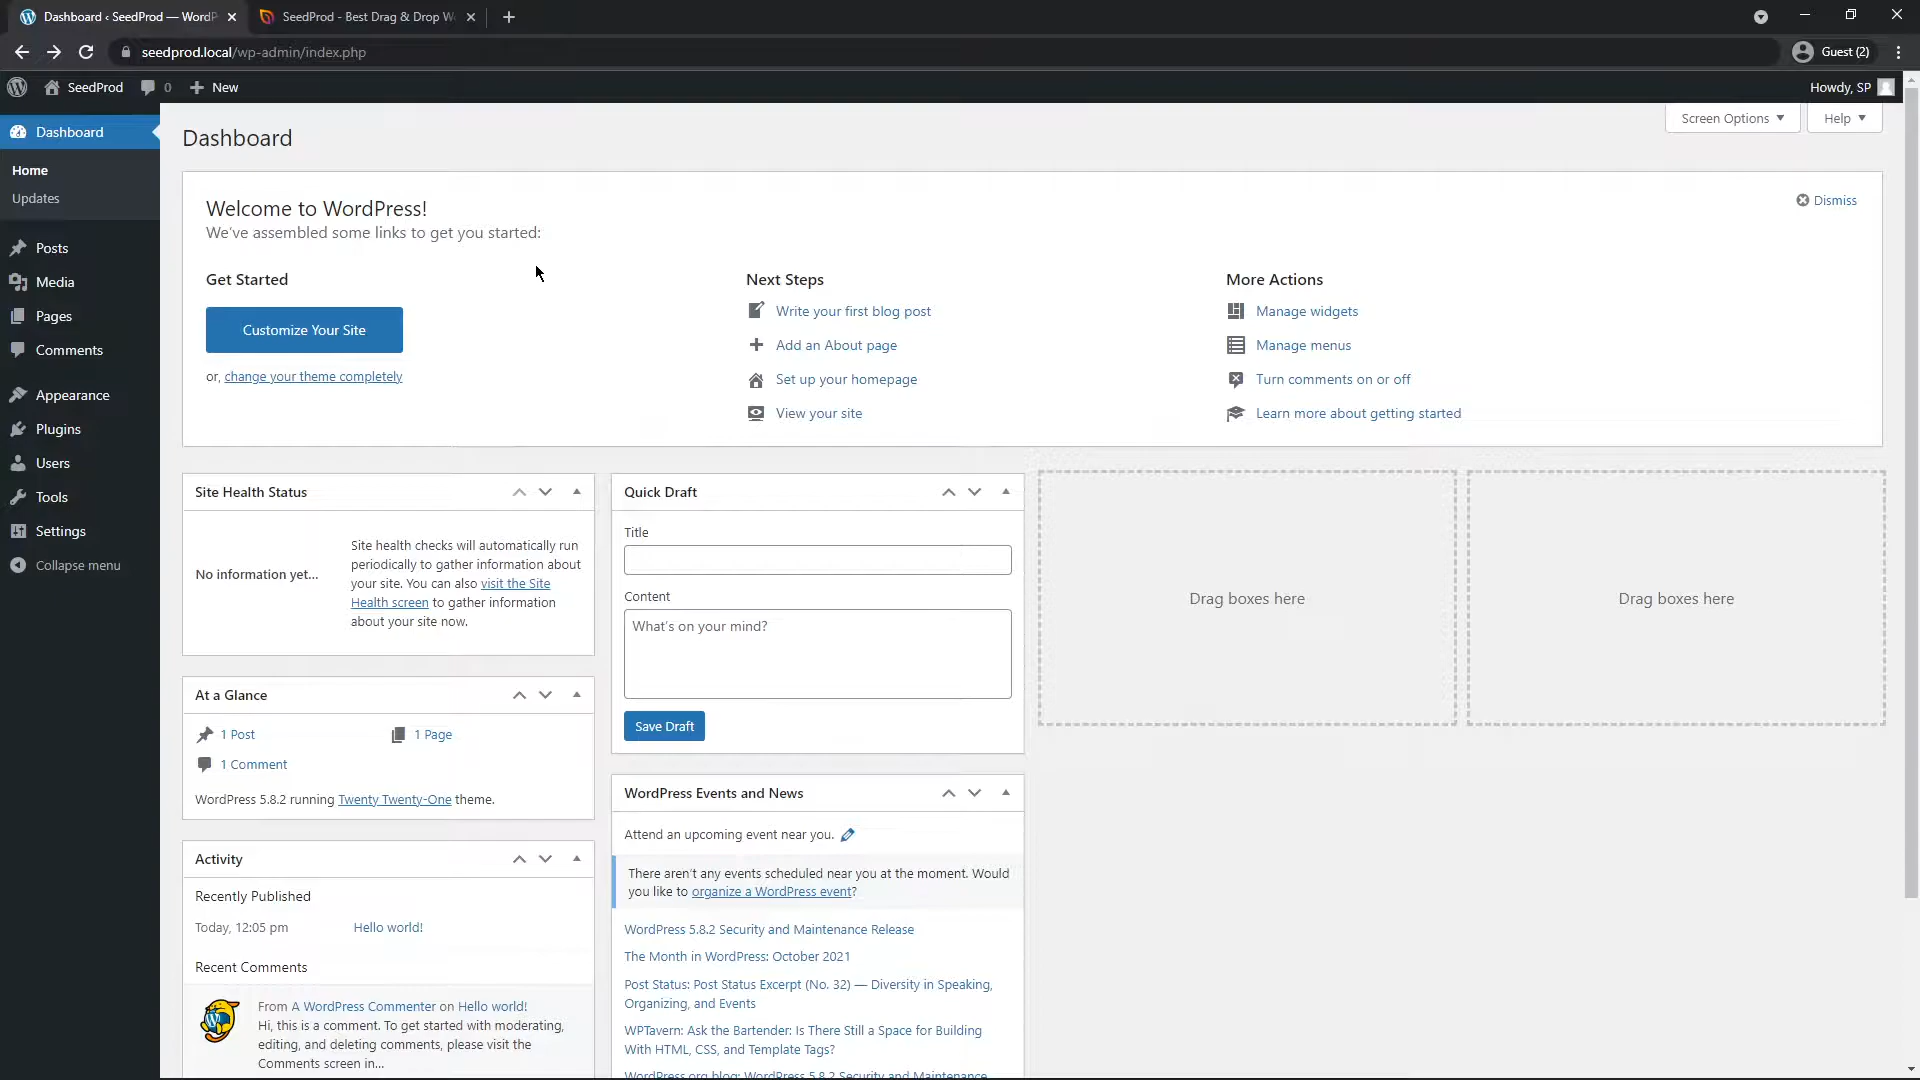 Dashboard ‹ SeedProd — WordP
SeedProd - Best Drag & Drop W
seedprod.local/wp-admin/index.php
Guest (2)
SeedProd
0
New
Howdy, SP
Dashboard
Home
Updates
Posts
Media
Pages
Comments
Appearance
Plugins
Users
Tools
Settings
Collapse menu
Screen Options
Help
Dashboard
Welcome to WordPress!
We've assembled some links to get you started:
Dismiss
Get Started
Customize Your Site
or, change your theme completely
Next Steps
Write your first blog post
Add an About page
Set up your homepage
View your site
More Actions
Manage widgets
Manage menus
Turn comments on or off
Learn more about getting started
Site Health Status
No information yet...
Site health checks will automatically run
periodically to gather information about
your site. You can also visit the Site
Health screen to gather information
about your site now.
At a Glance
1 Post
1 Page
1 Comment
WordPress 5.8.2 running Twenty Twenty-One theme.
Activity
Recently Published
Today, 12:05 pm
Hello world!
Recent Comments
From A WordPress Commenter on Hello world!
Hi, this is a comment. To get started with moderating,
editing, and deleting comments, please visit the
Comments screen in...
Quick Draft
Title
Content
What's on your mind?
Save Draft
WordPress Events and News
Attend an upcoming event near you.
There aren't any events scheduled near you at the moment. Would
you like to organize a WordPress event?
WordPress 5.8.2 Security and Maintenance Release
The Month in WordPress: October 2021
Post Status: Post Status Excerpt (No. 32) — Diversity in Speaking,
Organizing, and Events
WPTavern: Ask the Bartender: Is There Still a Space for Building
With HTML, CSS, and Template Tags?
WordPress.org blog: WordPress 5.8.2 Security and Maintenance
Drag boxes here
Drag boxes here